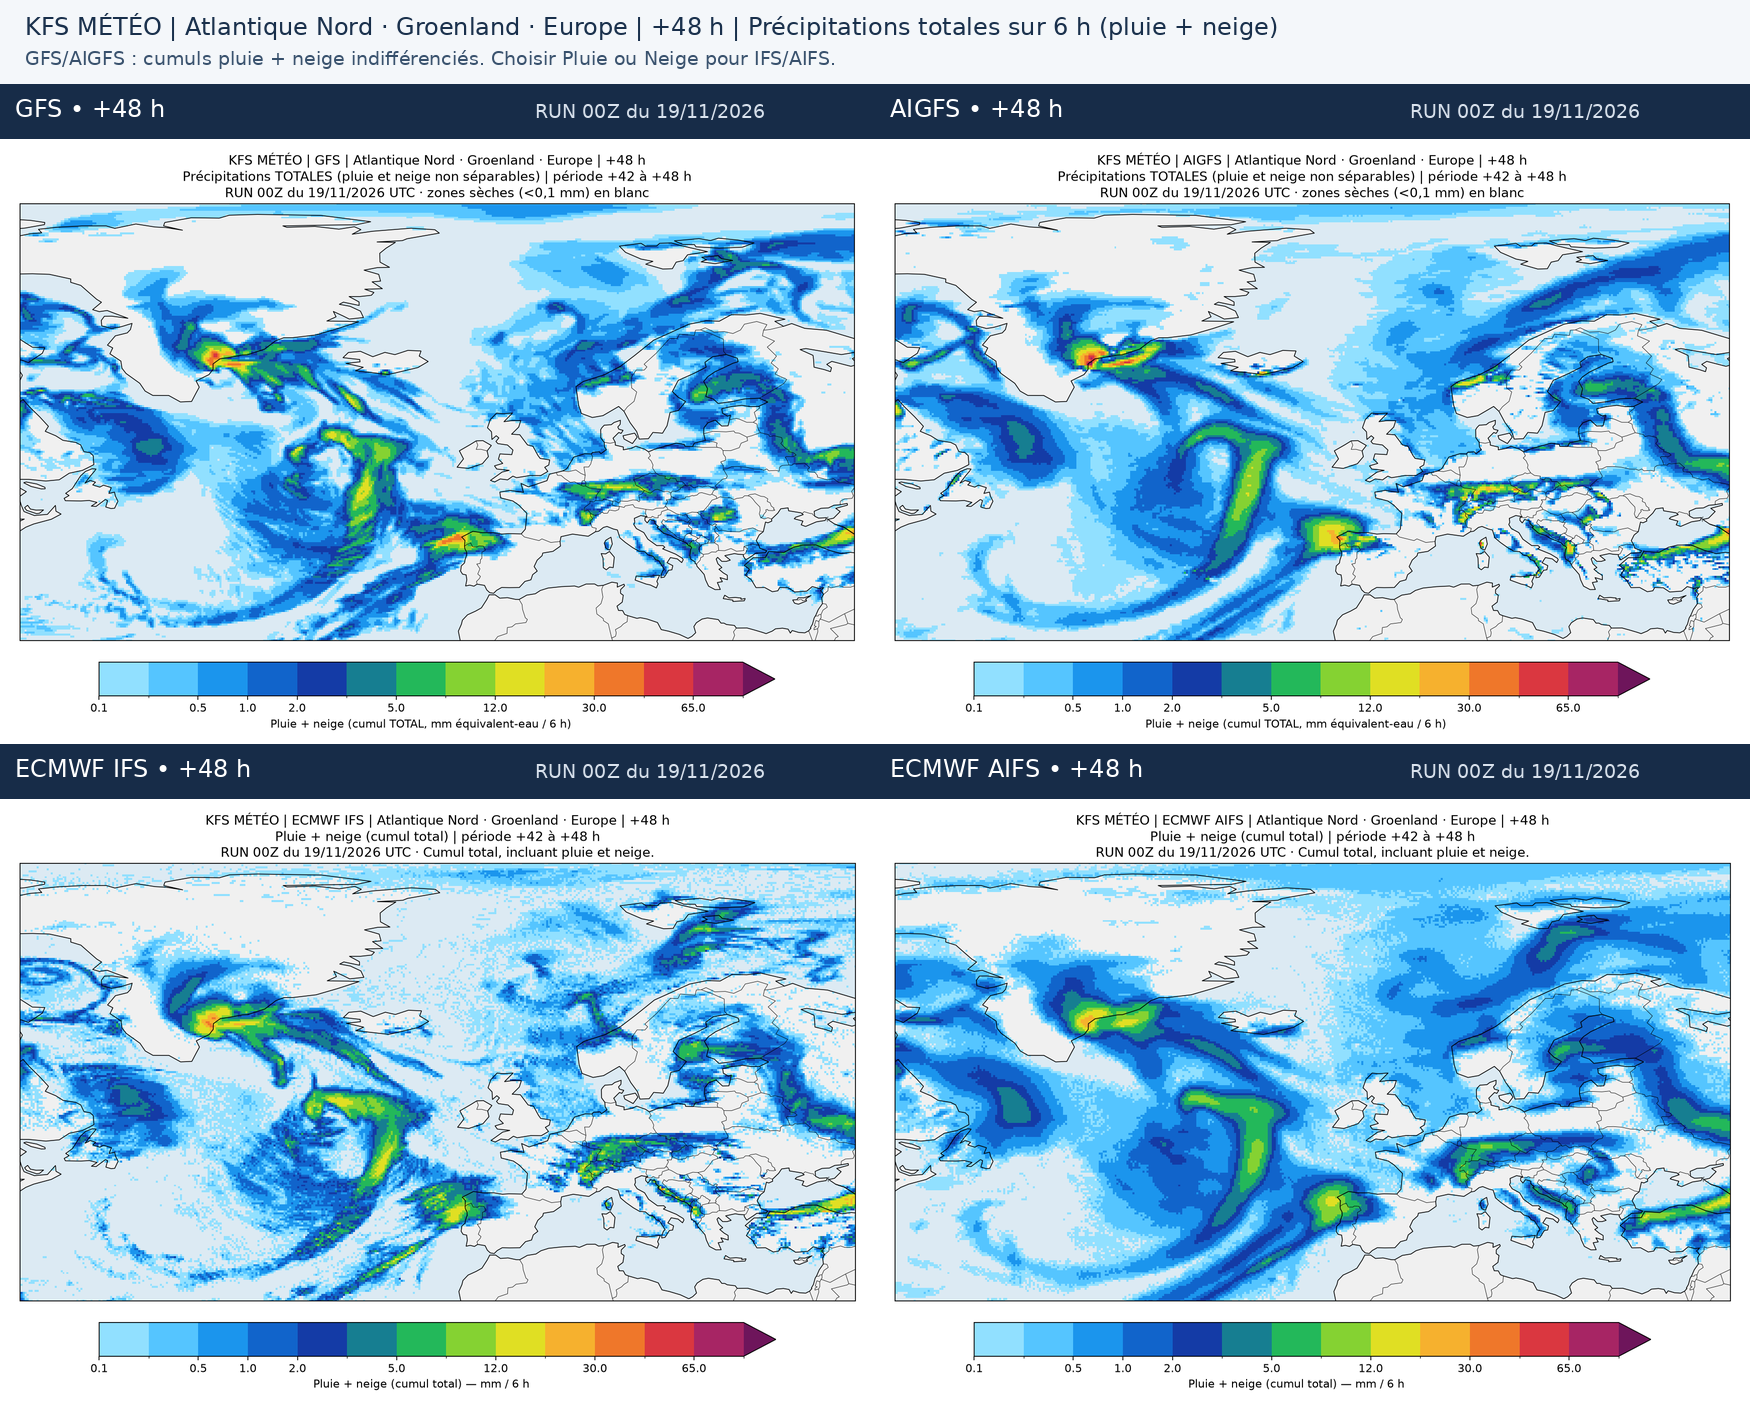 KFS MÉTÉO | Atlantique Nord · Groenland · Europe | +48 h | Précipitations totales sur 6 h (pluie + neige)
GFS/AIGFS : cumuls pluie + neige indifférenciés. Choisir Pluie ou Neige pour IFS/AIFS.
GFS • +48 h
RUN 00Z du 19/11/2026
AIGFS • +48 h
RUN 00Z du 19/11/2026
KFS MÉTÉO | GFS | Atlantique Nord · Groenland · Europe | +48 h
Précipitations TOTALES (pluie et neige non séparables) | période +42 à +48 h
RUN 00Z du 19/11/2026 UTC · zones sèches (<0,1 mm) en blanc
KFS MÉTÉO | AIGFS | Atlantique Nord · Groenland · Europe | +48 h
Précipitations TOTALES (pluie et neige non séparables) | période +42 à +48 h
RUN 00Z du 19/11/2026 UTC · zones sèches (<0,1 mm) en blanc
0.1 0.5 1.0 2.0 5.0 12.0 30.0 65.0
Pluie + neige (cumul TOTAL, mm équivalent-eau / 6 h)
0.1 0.5 1.0 2.0 5.0 12.0 30.0 65.0
Pluie + neige (cumul TOTAL, mm équivalent-eau / 6 h)
ECMWF IFS • +48 h
RUN 00Z du 19/11/2026
ECMWF AIFS • +48 h
RUN 00Z du 19/11/2026
KFS MÉTÉO | ECMWF IFS | Atlantique Nord · Groenland · Europe | +48 h
Pluie + neige (cumul total) | période +42 à +48 h
RUN 00Z du 19/11/2026 UTC · Cumul total, incluant pluie et neige.
KFS MÉTÉO | ECMWF AIFS | Atlantique Nord · Groenland · Europe | +48 h
Pluie + neige (cumul total) | période +42 à +48 h
RUN 00Z du 19/11/2026 UTC · Cumul total, incluant pluie et neige.
0.1 0.5 1.0 2.0 5.0 12.0 30.0 65.0
Pluie + neige (cumul total) — mm / 6 h
0.1 0.5 1.0 2.0 5.0 12.0 30.0 65.0
Pluie + neige (cumul total) — mm / 6 h